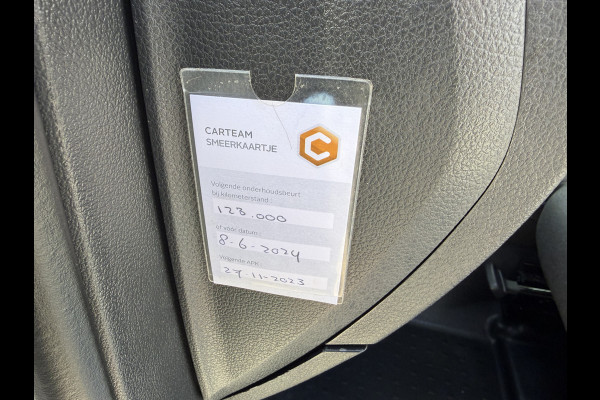 CARTEAM
SMEERKAARTJE
C
Volgende onderhoudsbeurt
bij kilometerstand :
123.000
of vóór datum :
8-6-2024
Volgende APK :
27-11-2023